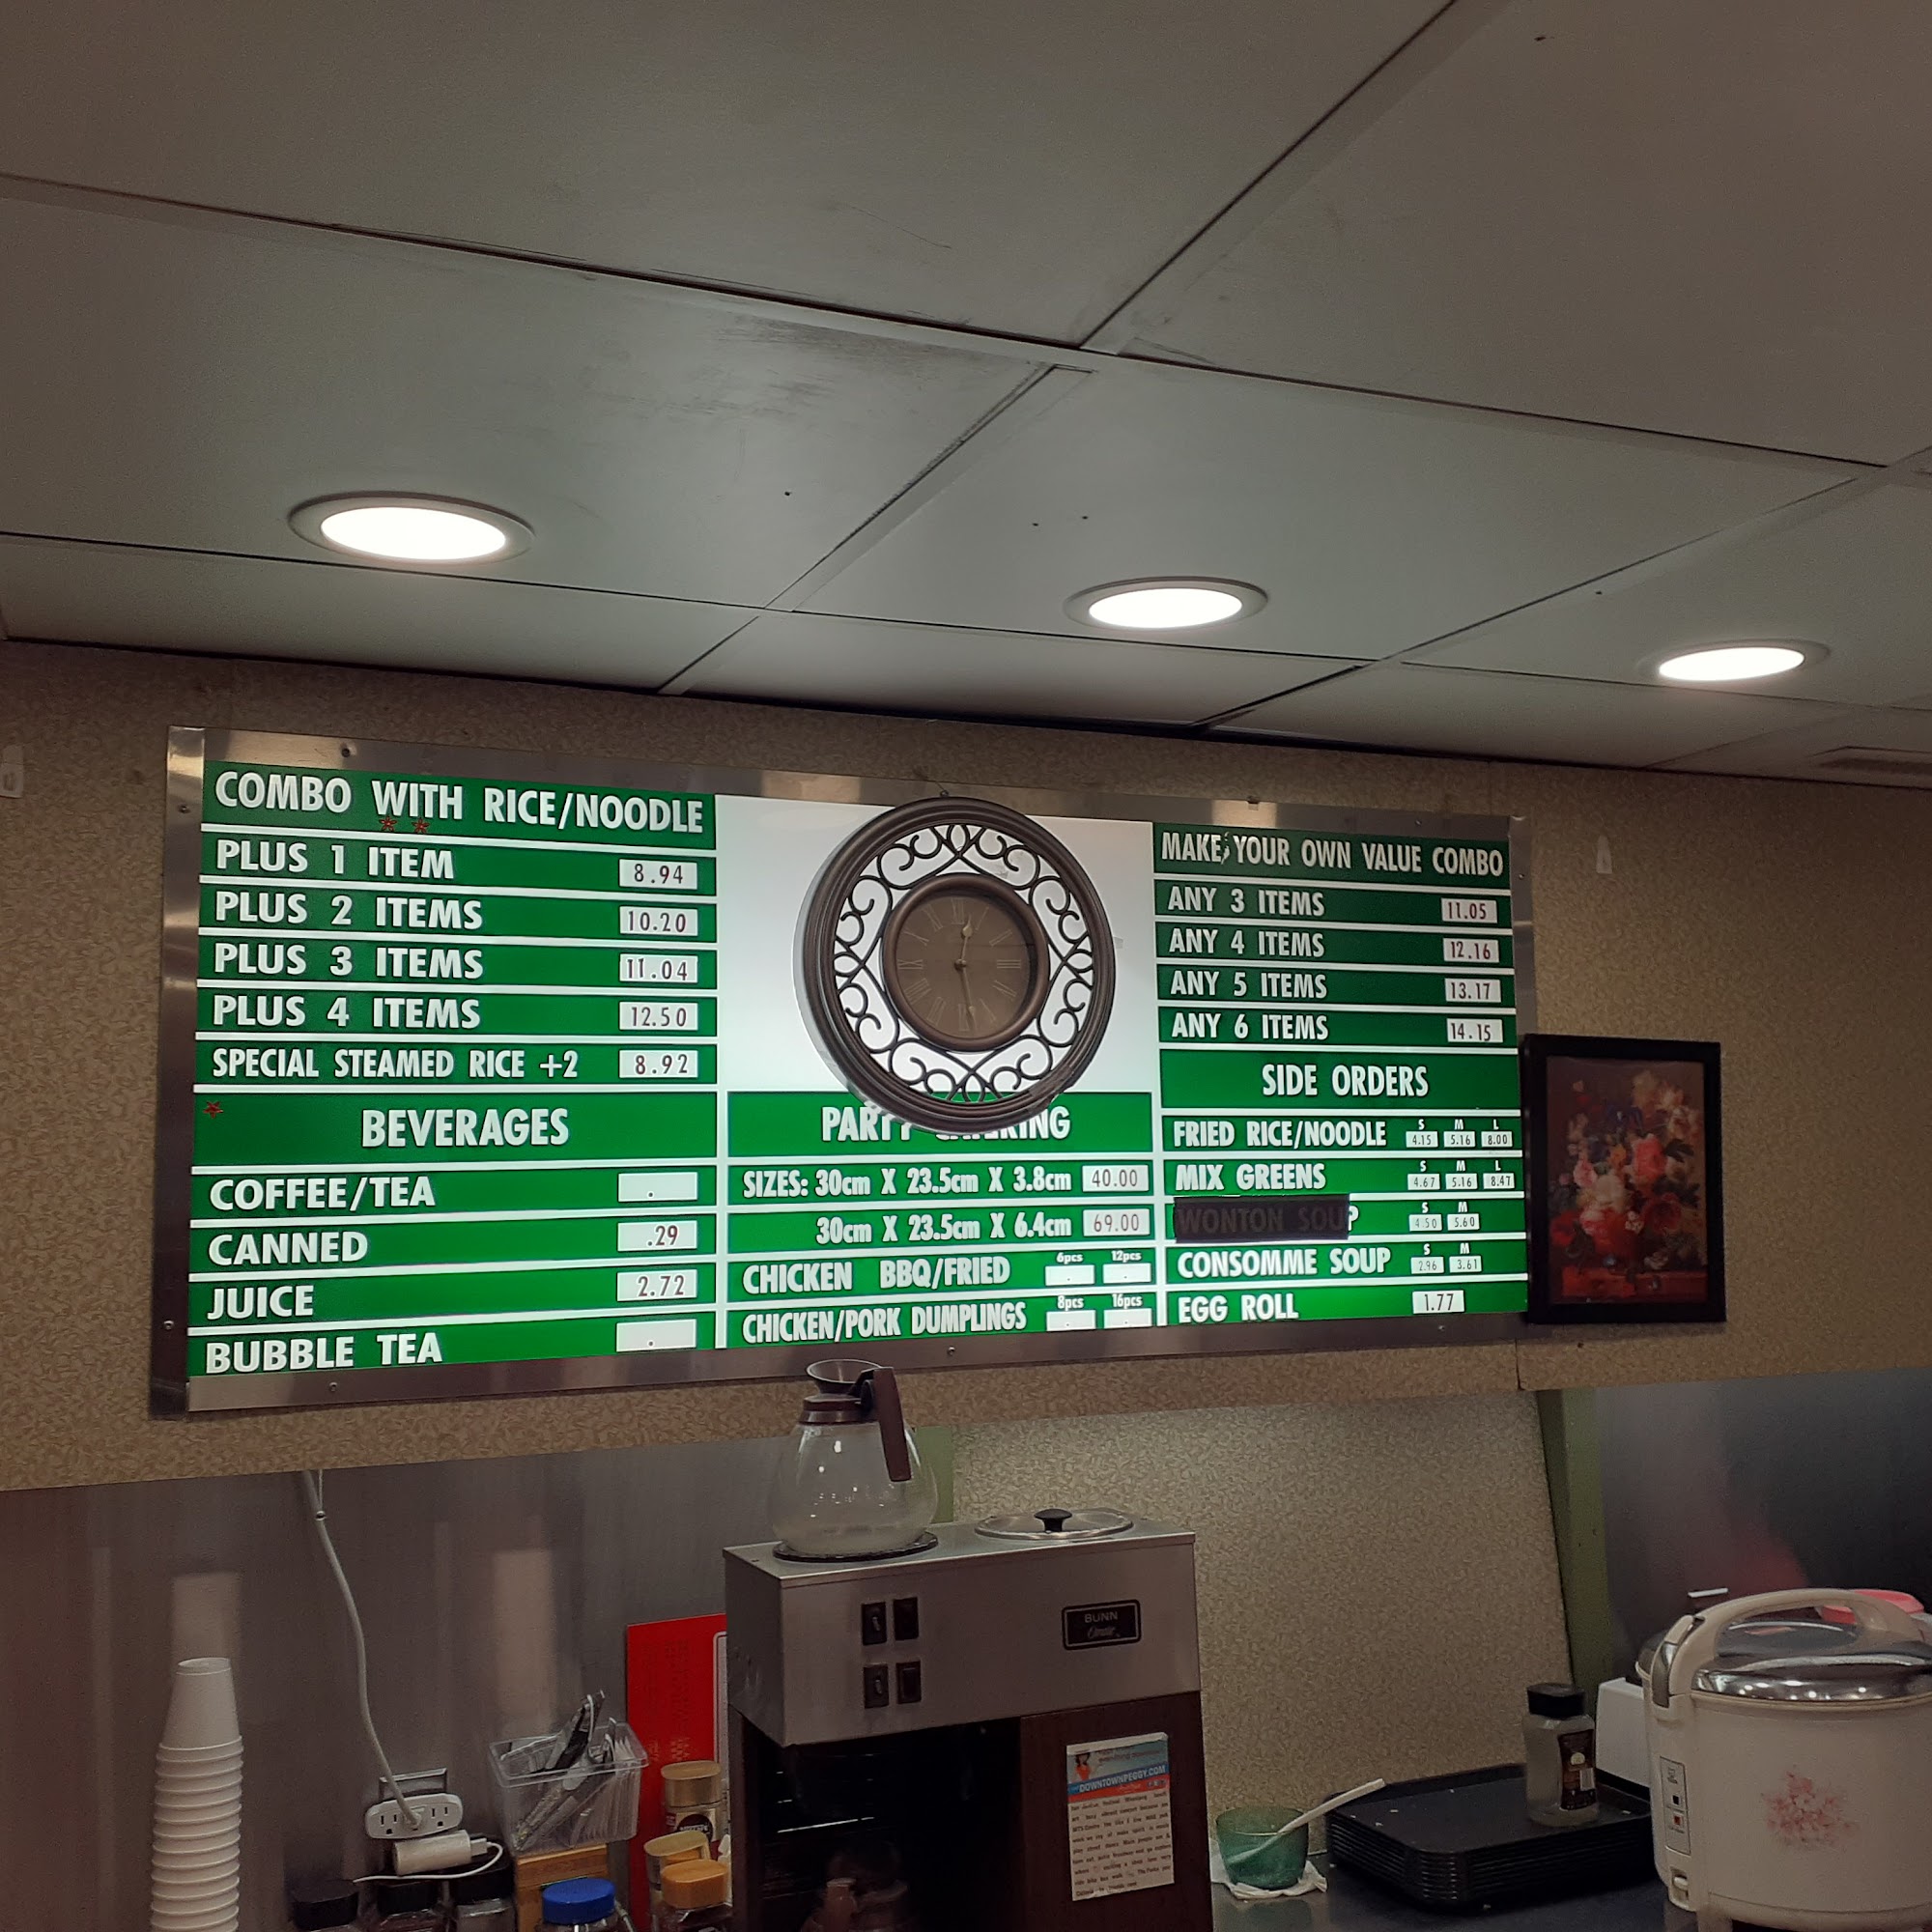 COMBO WITH RICE/NOODLE
PLUS 1 ITEM 8.94
PLUS 2 ITEMS 10.20
PLUS 3 ITEMS 11.04
PLUS 4 ITEMS 12.50
SPECIAL STEAMED RICE +2 8.92
BEVERAGES
COFFEE/TEA .
CANNED .29
JUICE 2.72
BUBBLE TEA .
PARTY CATERING
SIZES: 30cm X 23.5cm X 3.8cm 40.00
30cm X 23.5cm X 6.4cm 69.00
6pcs 12pcs
CHICKEN BBQ/FRIED . .
8pcs 16pcs
CHICKEN/PORK DUMPLINGS . .
MAKE YOUR OWN VALUE COMBO
ANY 3 ITEMS 11.05
ANY 4 ITEMS 12.16
ANY 5 ITEMS 13.17
ANY 6 ITEMS 14.15
SIDE ORDERS
S M L
FRIED RICE/NOODLE 4.15 5.16 8.00
S M L
MIX GREENS 4.67 5.16 8.47
S M
WONTON SOUP 4.50 5.60
S M
CONSOMME SOUP 2.96 3.61
EGG ROLL 1.77
BUNN
DOWNTOWNPEGGY.COM